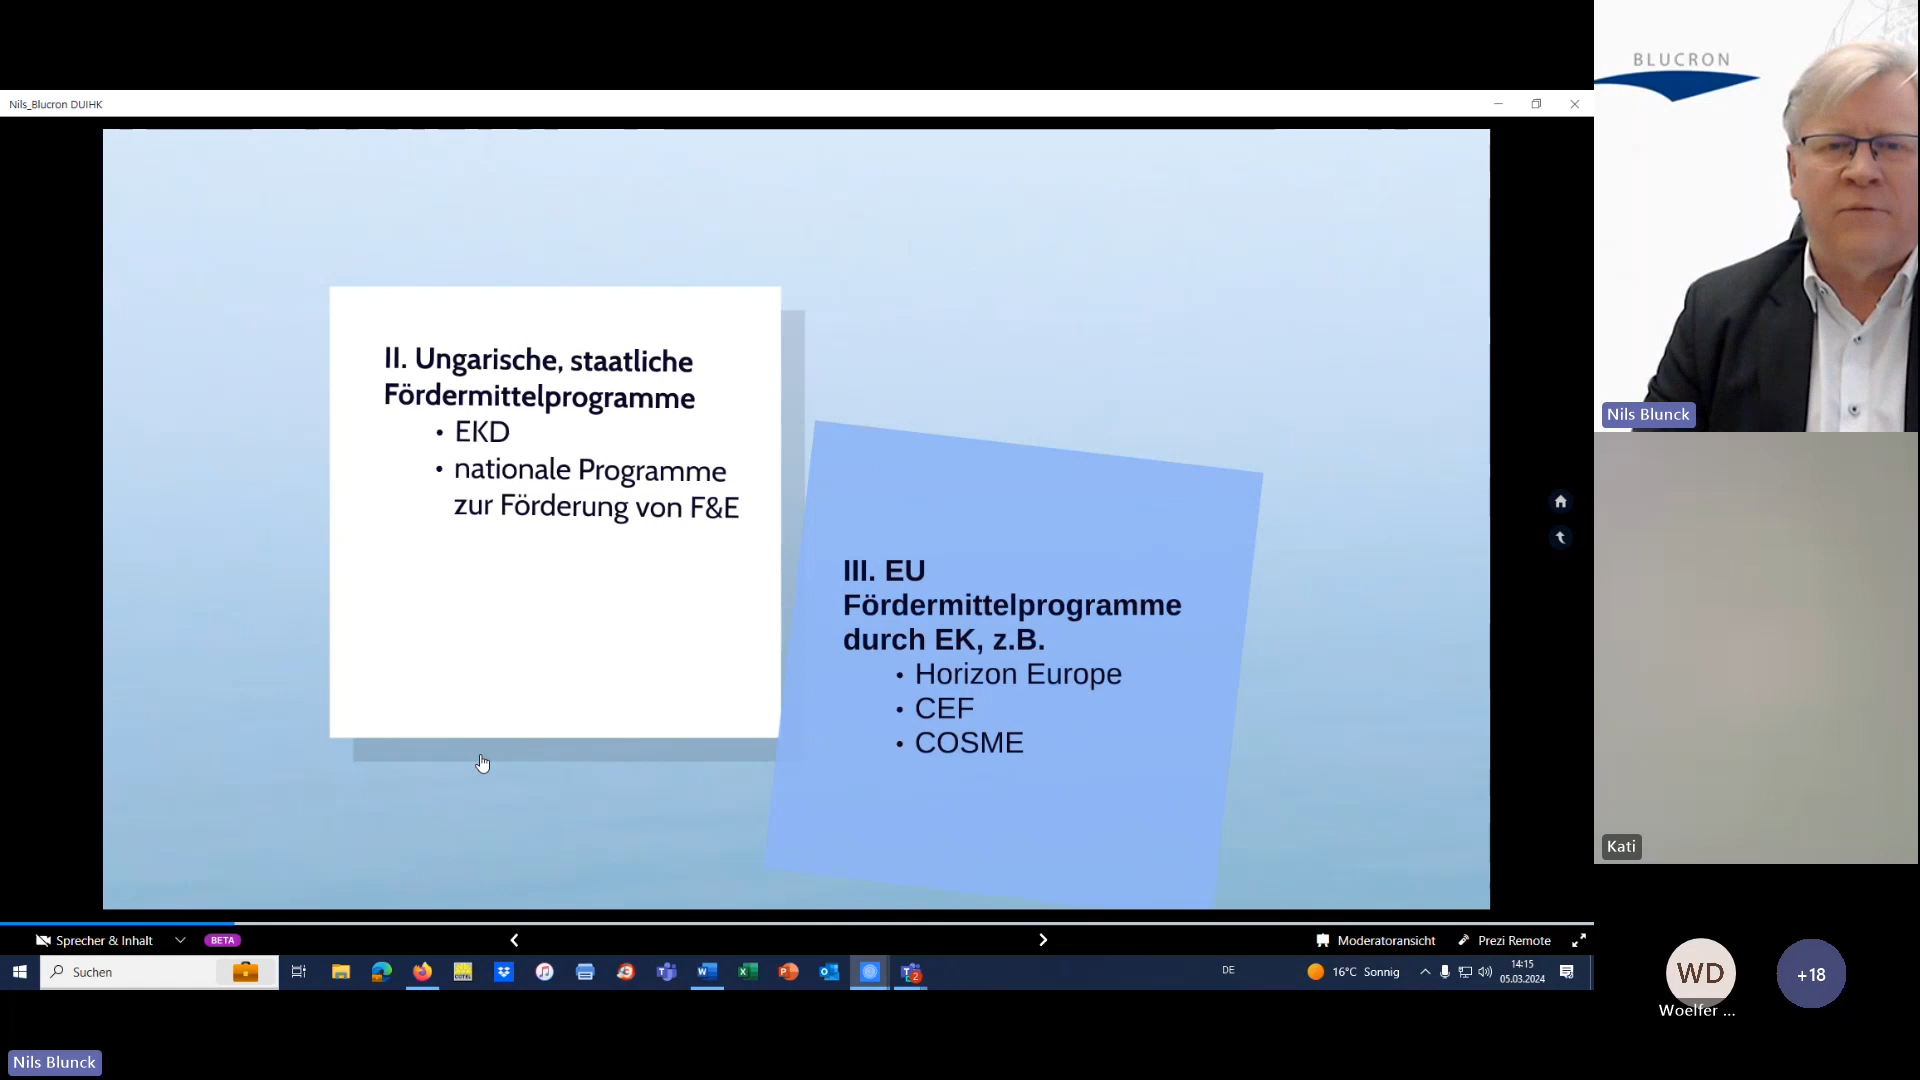 Nils_Blucron DUIHK
II. Ungarische, staatliche
Fördermittelprogramme
• EKD
• nationale Programme
zur Förderung von F&E
III. EU
Fördermittelprogramme
durch EK, z.B.
• Horizon Europe
• CEF
• COSME
BLUCRON
Nils Blunck
Kati
WD
Woelfer ...
+18
Sprecher & Inhalt
BETA
Moderatoransicht
Prezi Remote
Suchen
DE
16°C Sonnig
14:15
05.03.2024
Nils Blunck